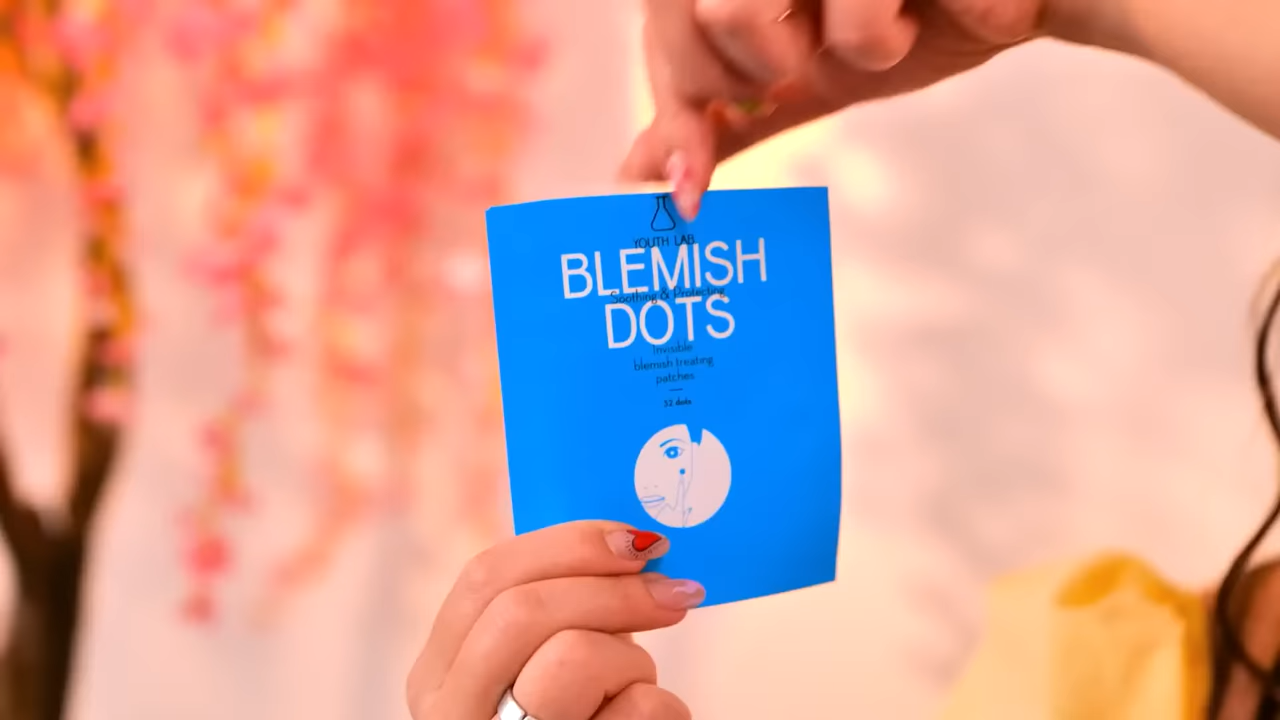 YOUTH LAB.
BLEMISH
Soothing & Protecting
DOTS
Invisible
blemish treating
patches
32 dots